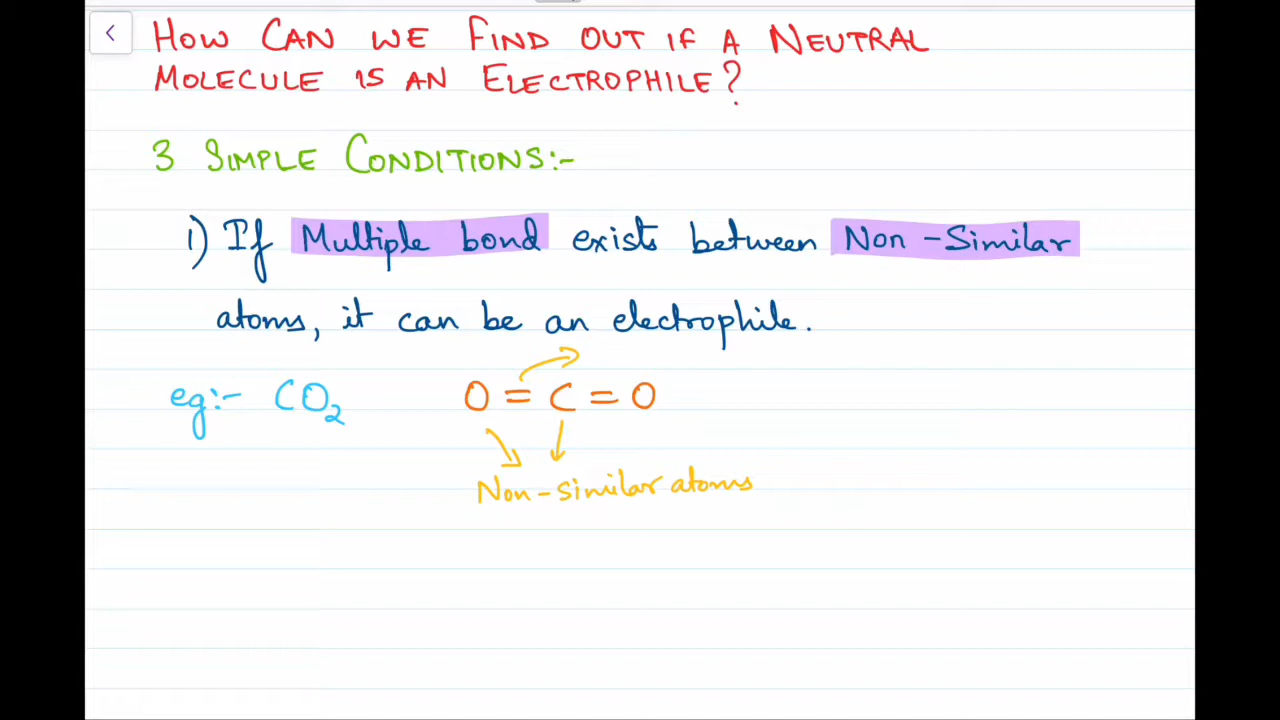 HOW CAN WE FIND OUT IF A NEUTRAL
MOLECULE IS AN ELECTROPHILE?
3 SIMPLE CONDITIONS:-
1) If Multiple bond exists between Non-Similar
atoms, it can be an electrophile.
eg:- CO₂ O=C=O
Non-similar atoms